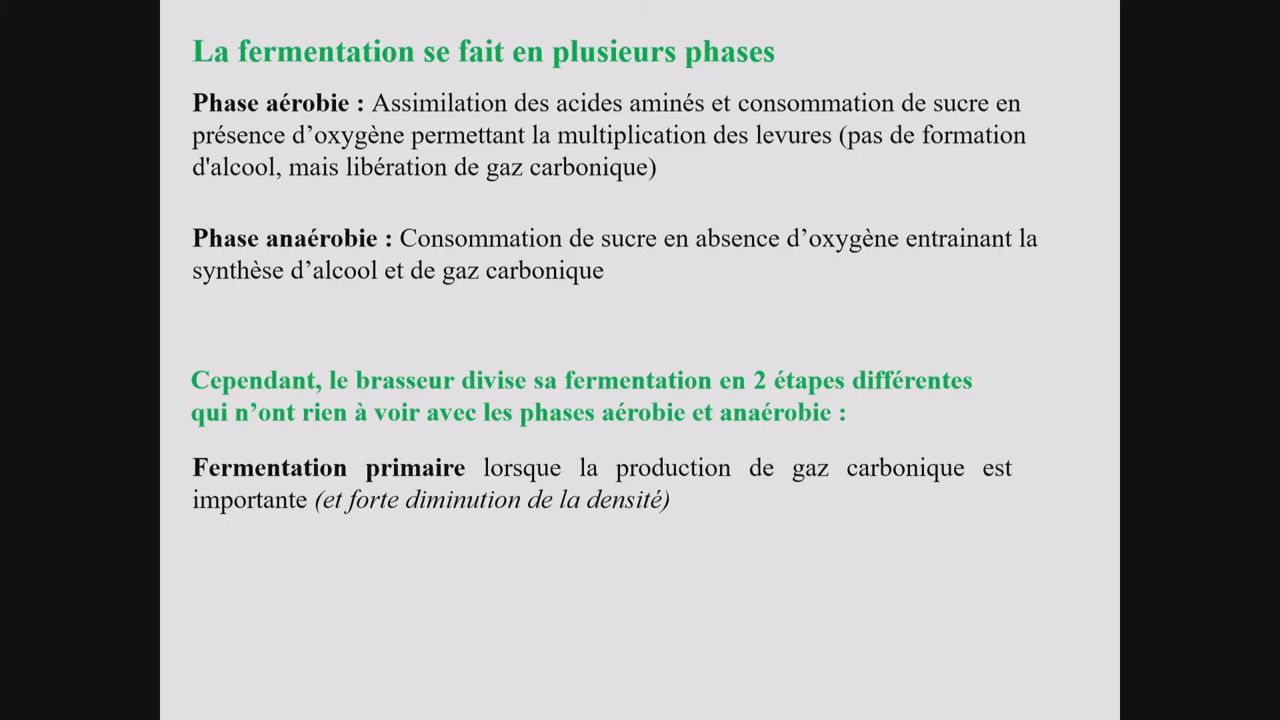 La fermentation se fait en plusieurs phases
Phase aérobie : Assimilation des acides aminés et consommation de sucre en
présence d’oxygène permettant la multiplication des levures (pas de formation
d'alcool, mais libération de gaz carbonique)
Phase anaérobie : Consommation de sucre en absence d’oxygène entrainant la
synthèse d’alcool et de gaz carbonique
Cependant, le brasseur divise sa fermentation en 2 étapes différentes
qui n’ont rien à voir avec les phases aérobie et anaérobie :
Fermentation primaire lorsque la production de gaz carbonique est
importante (et forte diminution de la densité)